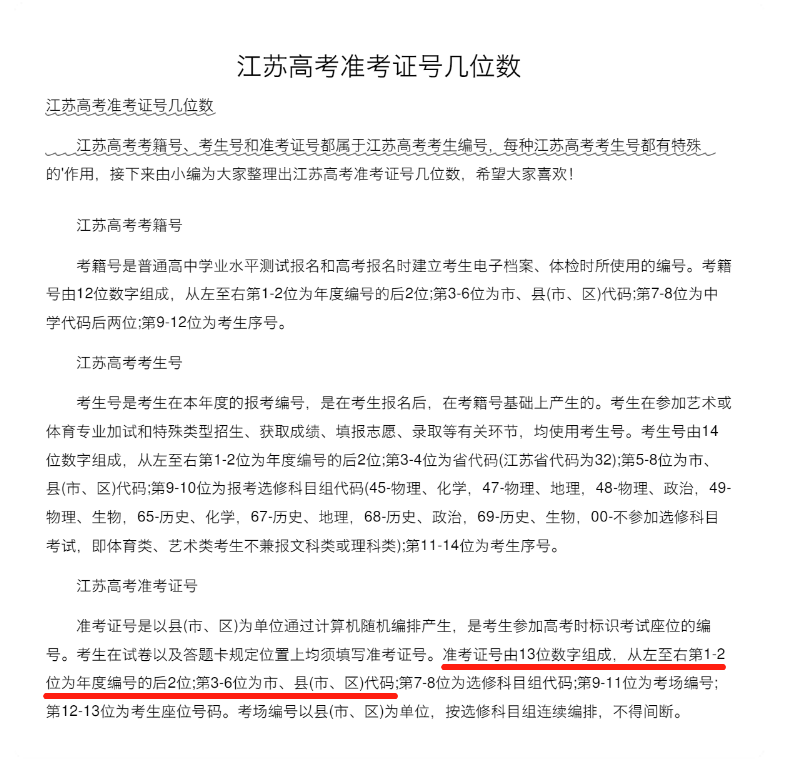 江苏高考准考证号几位数
江苏高考准考证号几位数
江苏高考考籍号、考生号和准考证号都属于江苏高考考生编号，每种江苏高考考生号都有特殊
的'作用，接下来由小编为大家整理出江苏高考准考证号几位数，希望大家喜欢！
江苏高考考籍号
考籍号是普通高中学业水平测试报名和高考报名时建立考生电子档案、体检时所使用的编号。考籍
号由12位数字组成，从左至右第1-2位为年度编号的后2位;第3-6位为市、县(市、区)代码;第7-8位为中
学代码后两位;第9-12位为考生序号。
江苏高考考生号
考生号是考生在本年度的报考编号，是在考生报名后，在考籍号基础上产生的。考生在参加艺术或
体育专业加试和特殊类型招生、获取成绩、填报志愿、录取等有关环节，均使用考生号。考生号由14
位数字组成，从左至右第1-2位为年度编号的后2位;第3-4位为省代码(江苏省代码为32);第5-8位为市、
县(市、区)代码;第9-10位为报考选修科目组代码(45-物理、化学，47-物理、地理，48-物理、政治，49-
物理、生物，65-历史、化学，67-历史、地理，68-历史、政治，69-历史、生物，00-不参加选修科目
考试，即体育类、艺术类考生不兼报文科类或理科类);第11-14位为考生序号。
江苏高考准考证号
准考证号是以县(市、区)为单位通过计算机随机编排产生，是考生参加高考时标识考试座位的编
号。考生在试卷以及答题卡规定位置上均须填写准考证号。准考证号由13位数字组成，从左至右第1-2
位为年度编号的后2位;第3-6位为市、县(市、区)代码;第7-8位为选修科目组代码;第9-11位为考场编号;
第12-13位为考生座位号码。考场编号以县(市、区)为单位，按选修科目组连续编排，不得间断。